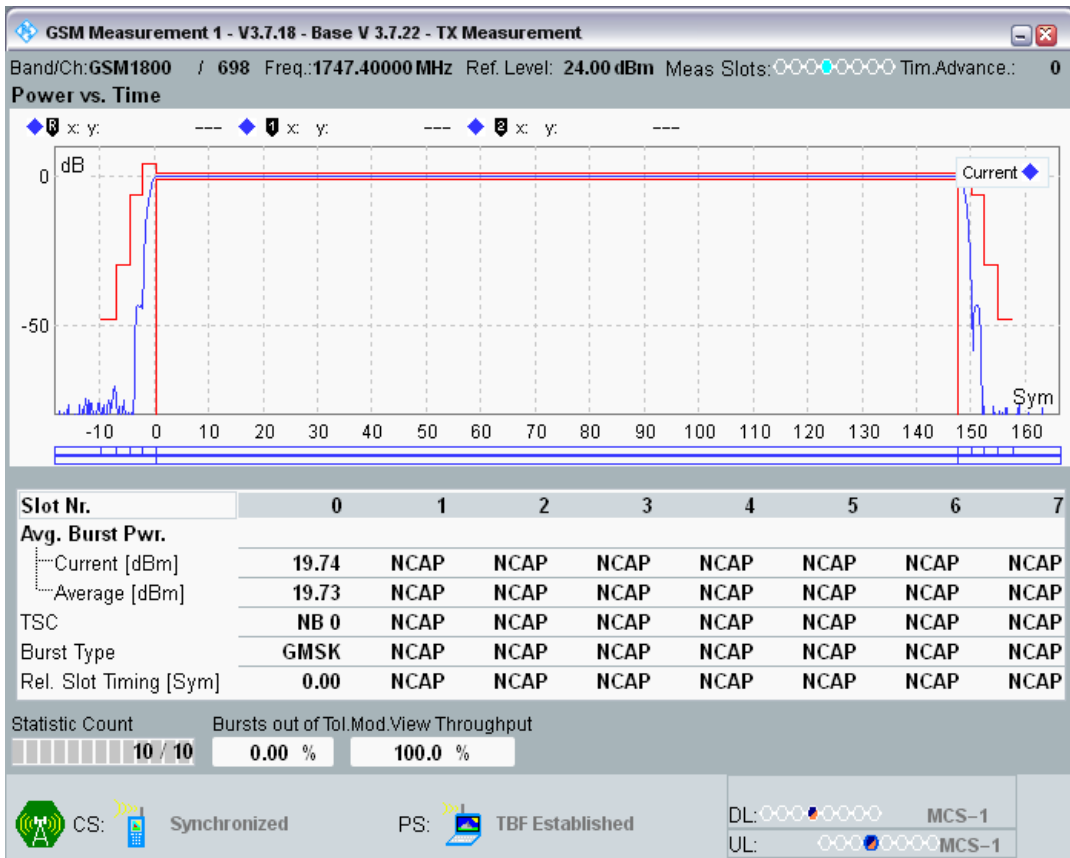 GSM Measurement 1 - V3.7.18 - Base V 3.7.22 - TX Measurement
Band/Ch:GSM1800 / 698 Freq.:1747.40000 MHz Ref. Level: 24.00 dBm Meas Slots: Tim.Advance.: 0
Power vs. Time
R x: y: --- 1 x: y: --- 2 x: y: ---
dB
Current
0
-50
Sym
-10 0 10 20 30 40 50 60 70 80 90 100 110 120 130 140 150 160
Slot Nr. 0 1 2 3 4 5 6 7
Avg. Burst Pwr.
Current [dBm] 19.74 NCAP NCAP NCAP NCAP NCAP NCAP NCAP
Average [dBm] 19.73 NCAP NCAP NCAP NCAP NCAP NCAP NCAP
TSC NB 0 NCAP NCAP NCAP NCAP NCAP NCAP NCAP
Burst Type GMSK NCAP NCAP NCAP NCAP NCAP NCAP NCAP
Rel. Slot Timing [Sym] 0.00 NCAP NCAP NCAP NCAP NCAP NCAP NCAP
Statistic Count Bursts out of Tol.Mod.View Throughput
10 / 10 0.00 % 100.0 %
CS: Synchronized PS: TBF Established
DL: MCS-1
UL: MCS-1